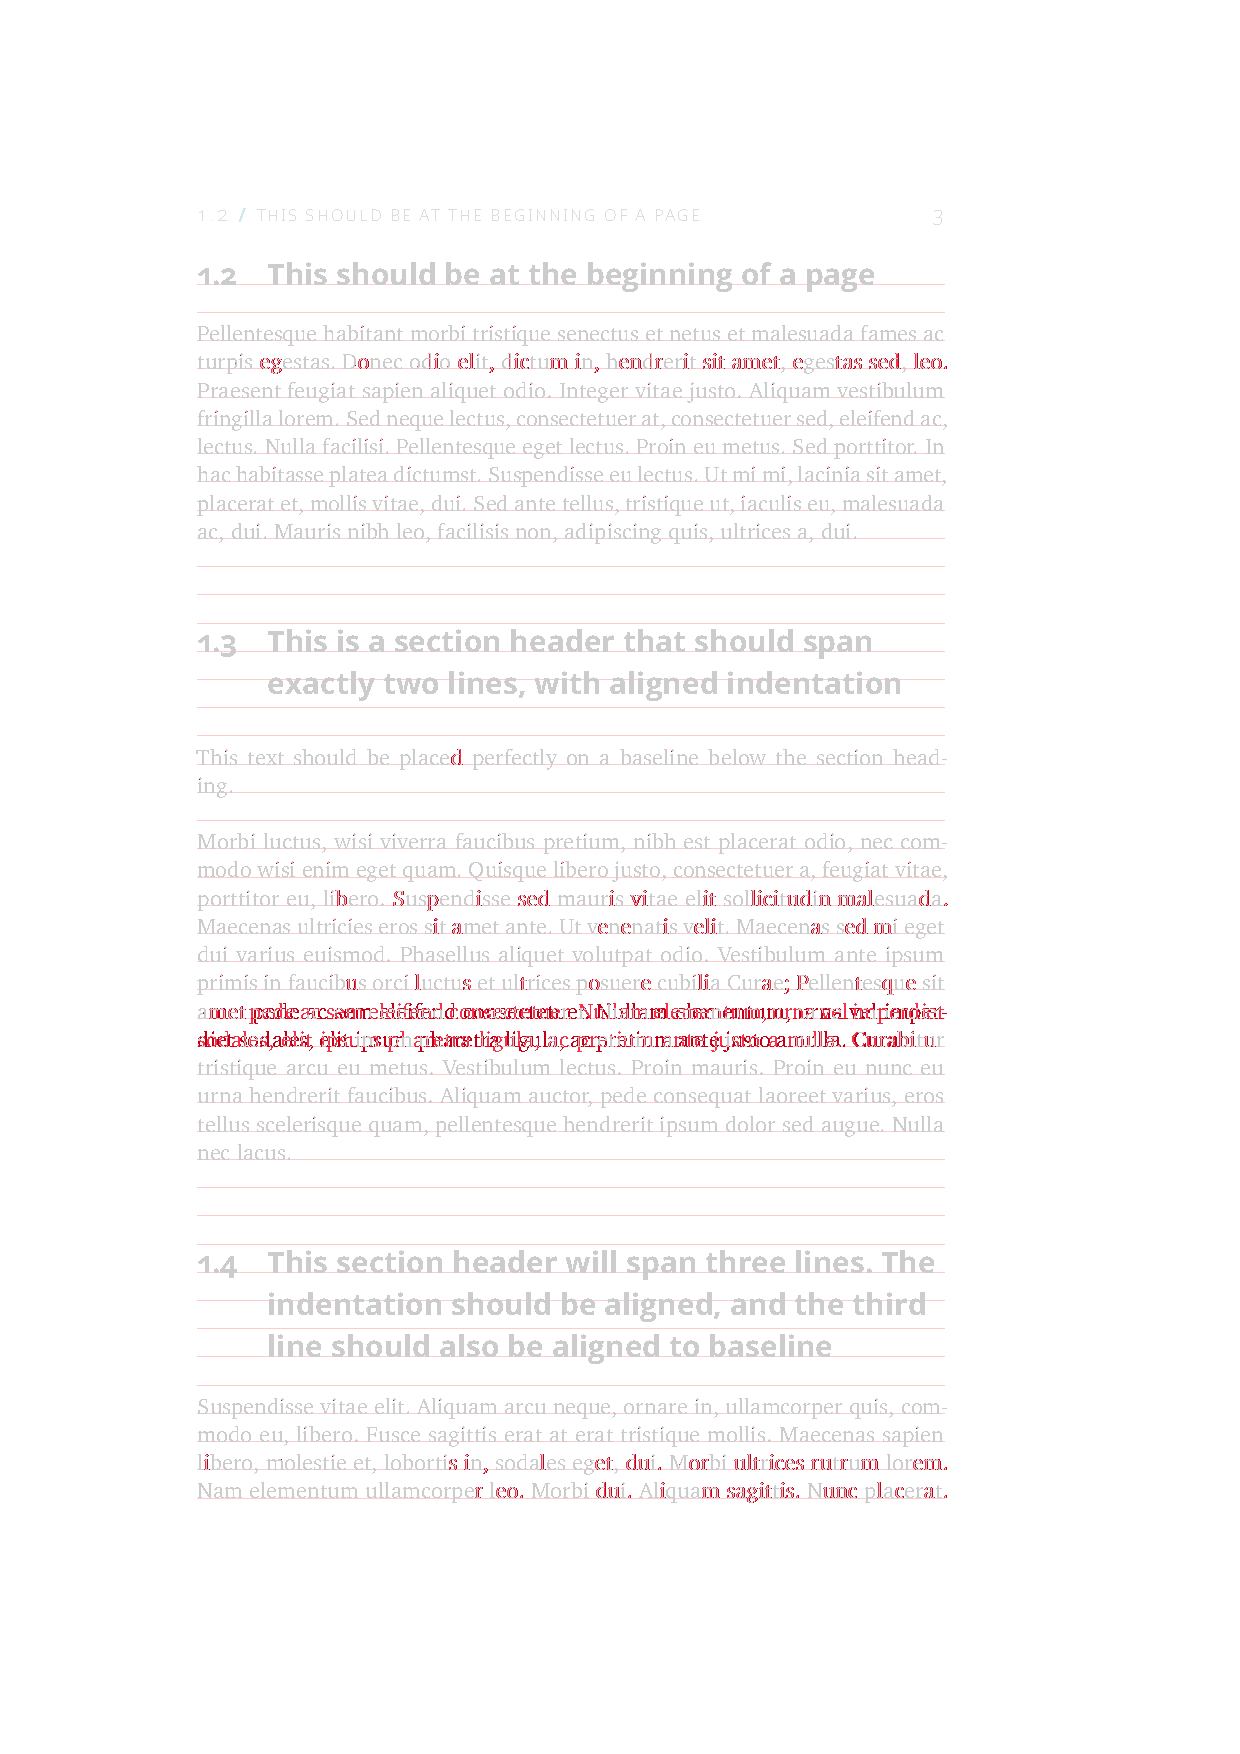 1.2 / THIS SHOULD BE AT THE BEGINNING OF A PAGE 3
1.2 This should be at the beginning of a page
Pellentesque habitant morbi tristique senectus et netus et malesuada fames ac
turpis egestas. Donec odio elit, dictum in, hendrerit sit amet, egestas sed, leo.
Praesent feugiat sapien aliquet odio. Integer vitae justo. Aliquam vestibulum
fringilla lorem. Sed neque lectus, consectetuer at, consectetuer sed, eleifend ac,
lectus. Nulla facilisi. Pellentesque eget lectus. Proin eu metus. Sed porttitor. In
hac habitasse platea dictumst. Suspendisse eu lectus. Ut mi mi, lacinia sit amet,
placerat et, mollis vitae, dui. Sed ante tellus, tristique ut, iaculis eu, malesuada
ac, dui. Mauris nibh leo, facilisis non, adipiscing quis, ultrices a, dui.
1.3 This is a section header that should span
exactly two lines, with aligned indentation
This text should be placed perfectly on a baseline below the section head-
ing.
Morbi luctus, wisi viverra faucibus pretium, nibh est placerat odio, nec com-
modo wisi enim eget quam. Quisque libero justo, consectetuer a, feugiat vitae,
porttitor eu, libero. Suspendisse sed mauris vitae elit sollicitudin malesuada.
Maecenas ultricies eros sit amet ante. Ut venenatis velit. Maecenas sed mi eget
dui varius euismod. Phasellus aliquet volutpat odio. Vestibulum ante ipsum
primis in faucibus orci luctus et ultrices posuere cubilia Curae; Pellentesque sit
amet pede ac sem eleifend consectetuer.
ligula, justo a nulla. Curabitur
tristique arcu eu metus. Vestibulum lectus. Proin mauris. Proin eu nunc eu
urna hendrerit faucibus. Aliquam auctor, pede consequat laoreet varius, eros
tellus scelerisque quam, pellentesque hendrerit ipsum dolor sed augue. Nulla
nec lacus.
1.4 This section header will span three lines. The
indentation should be aligned, and the third
line should also be aligned to baseline
Suspendisse vitae elit. Aliquam arcu neque, ornare in, ullamcorper quis, com-
modo eu, libero. Fusce sagittis erat at erat tristique mollis. Maecenas sapien
libero, molestie et, lobortis in, sodales eget, dui. Morbi ultrices rutrum lorem.
Nam elementum ullamcorper leo. Morbi dui. Aliquam sagittis. Nunc placerat.